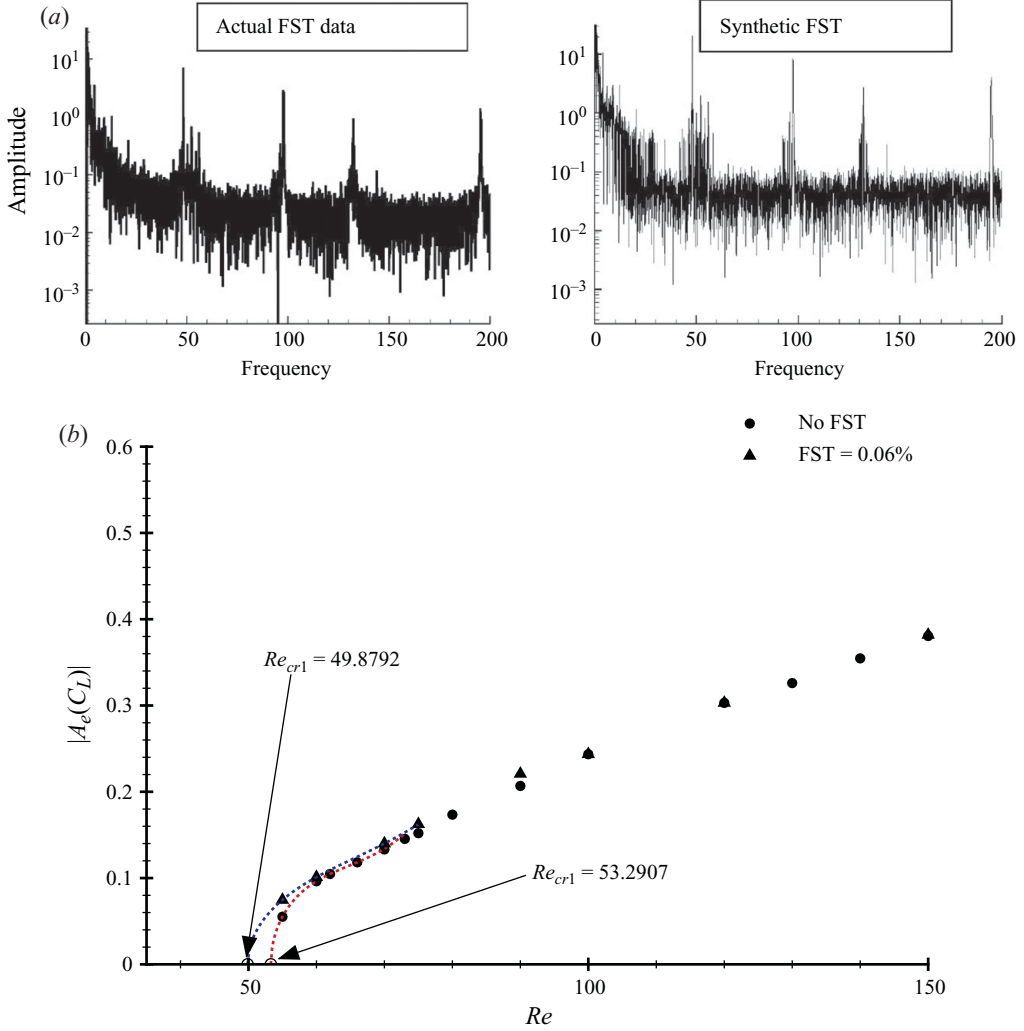 (a)
Actual FST data
Synthetic FST
Amplitude
10^1
10^0
10^-1
10^-2
10^-3
0 50 100 150 200
Frequency
10^1
10^0
10^-1
10^-2
10^-3
0 50 100 150 200
Frequency
(b)
No FST
FST = 0.06%
|A_e(C_L)|
0.6
0.5
0.4
0.3
0.2
0.1
0
Re_cr1 = 49.8792
Re_cr1 = 53.2907
50 100 150
Re